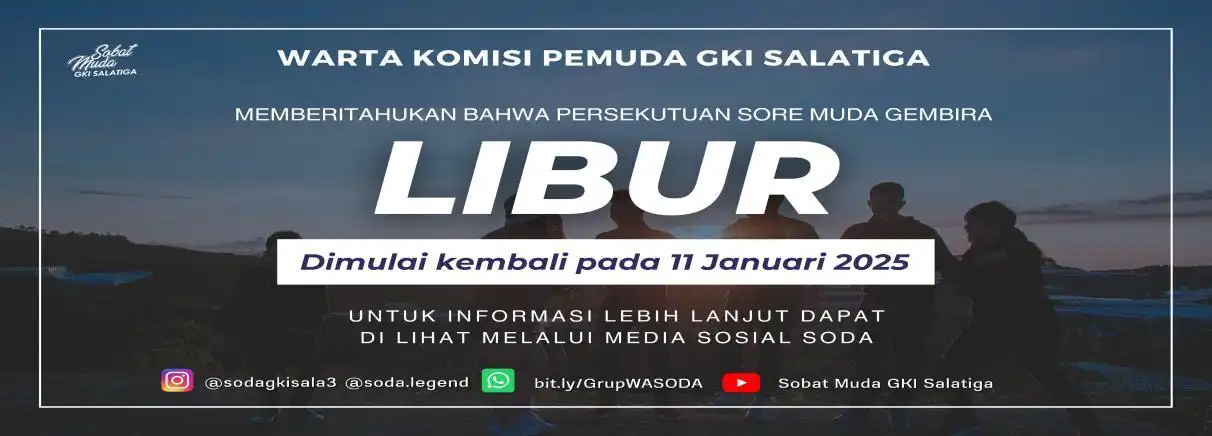 Sobat
Muda
GKI SALATIGA
WARTA KOMISI PEMUDA GKI SALATIGA
MEMBERITAHUKAN BAHWA PERSEKUTUAN SORE MUDA GEMBIRA
LIBUR
Dimulai kembali pada 11 Januari 2025
UNTUK INFORMASI LEBIH LANJUT DAPAT
DI LIHAT MELALUI MEDIA SOSIAL SODA
@sodagkisala3 @soda.legend bit.ly/GrupWASODA Sobat Muda GKI Salatiga